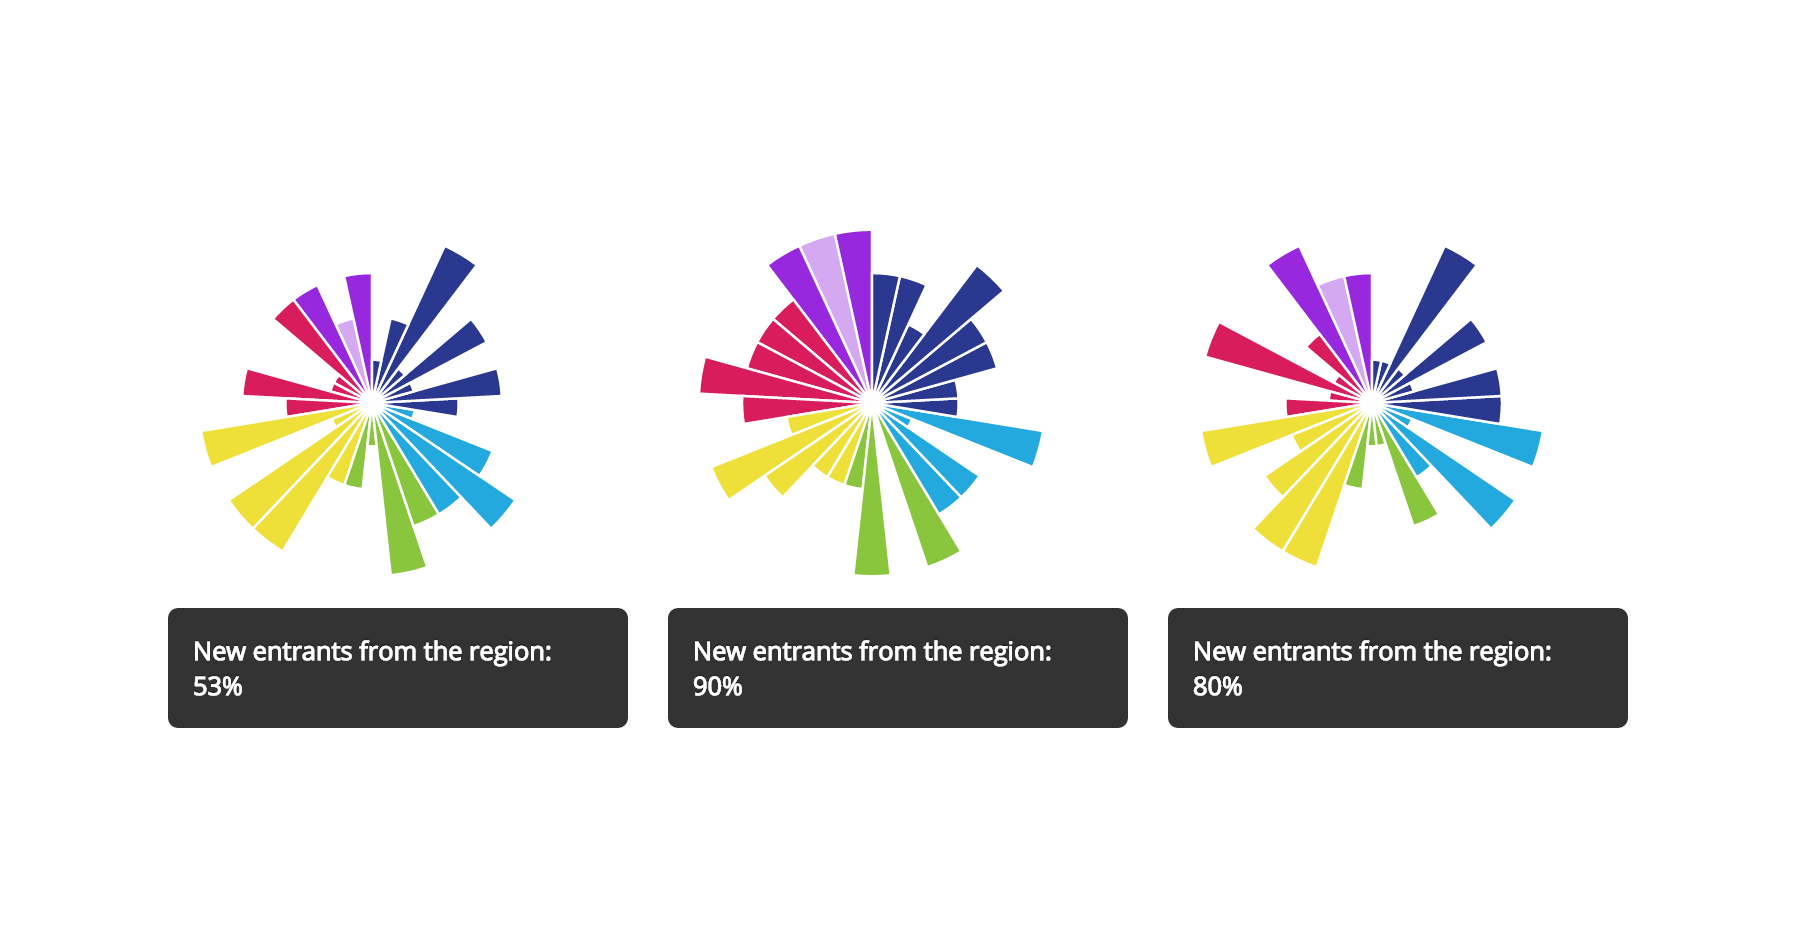 New entrants from the region:
53%
New entrants from the region:
90%
New entrants from the region:
80%